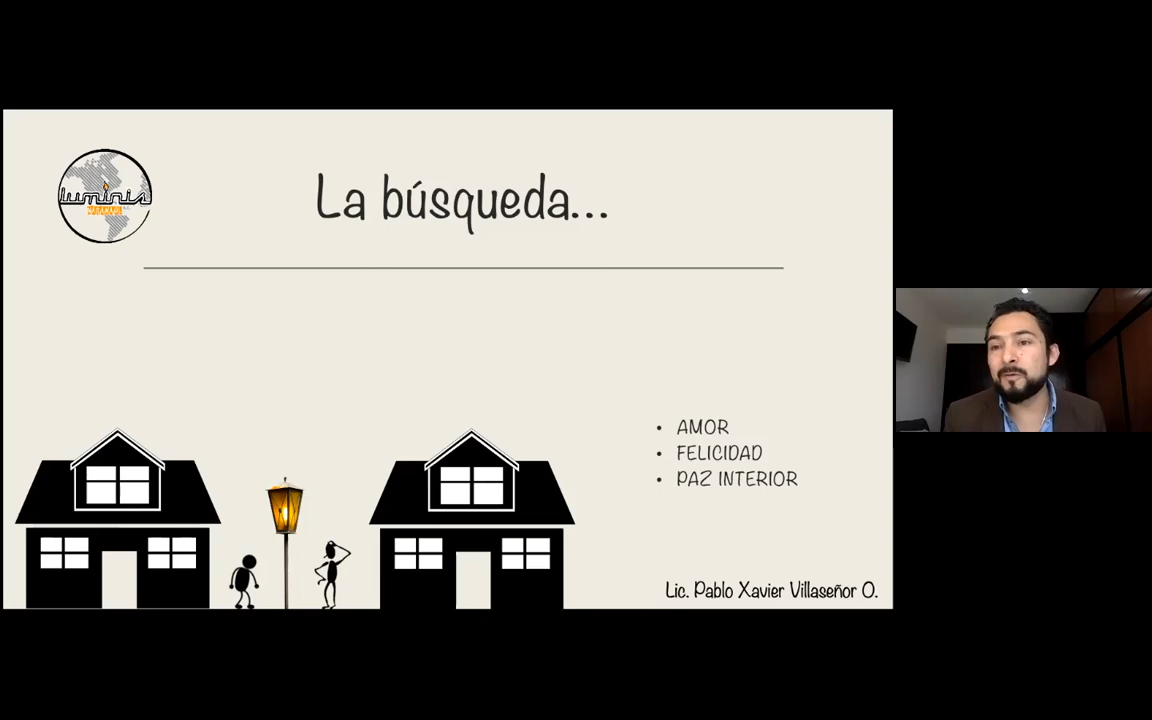 luminis
La búsqueda...
• AMOR
• FELICIDAD
• PAZ INTERIOR
Lic. Pablo Xavier Villaseñor O.